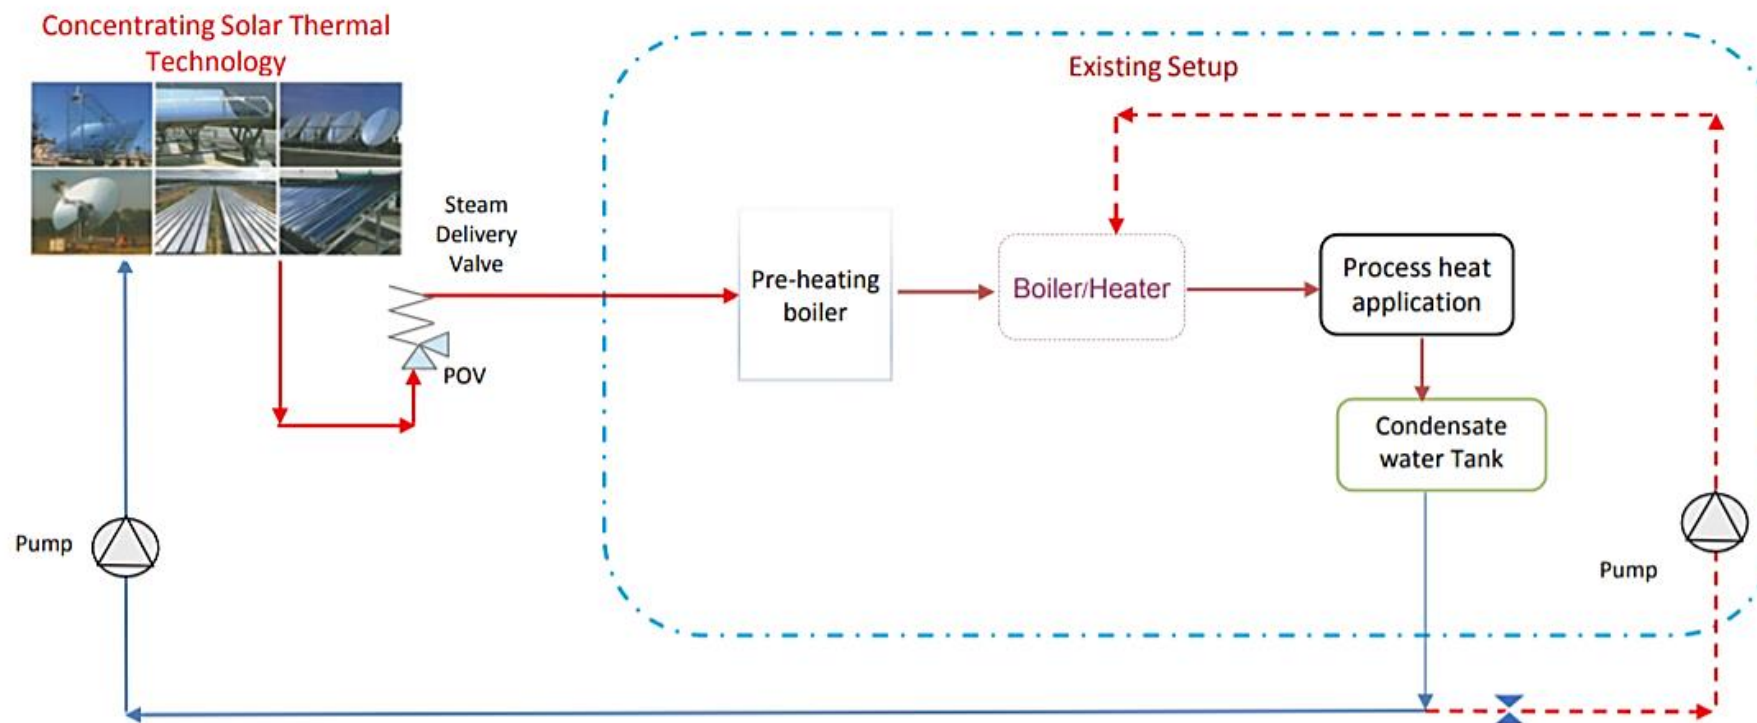 Concentrating Solar Thermal
Technology
Existing Setup
Steam
Delivery
Valve
POV
Pre-heating
boiler
Boiler/Heater
Process heat
application
Condensate
water Tank
Pump
Pump